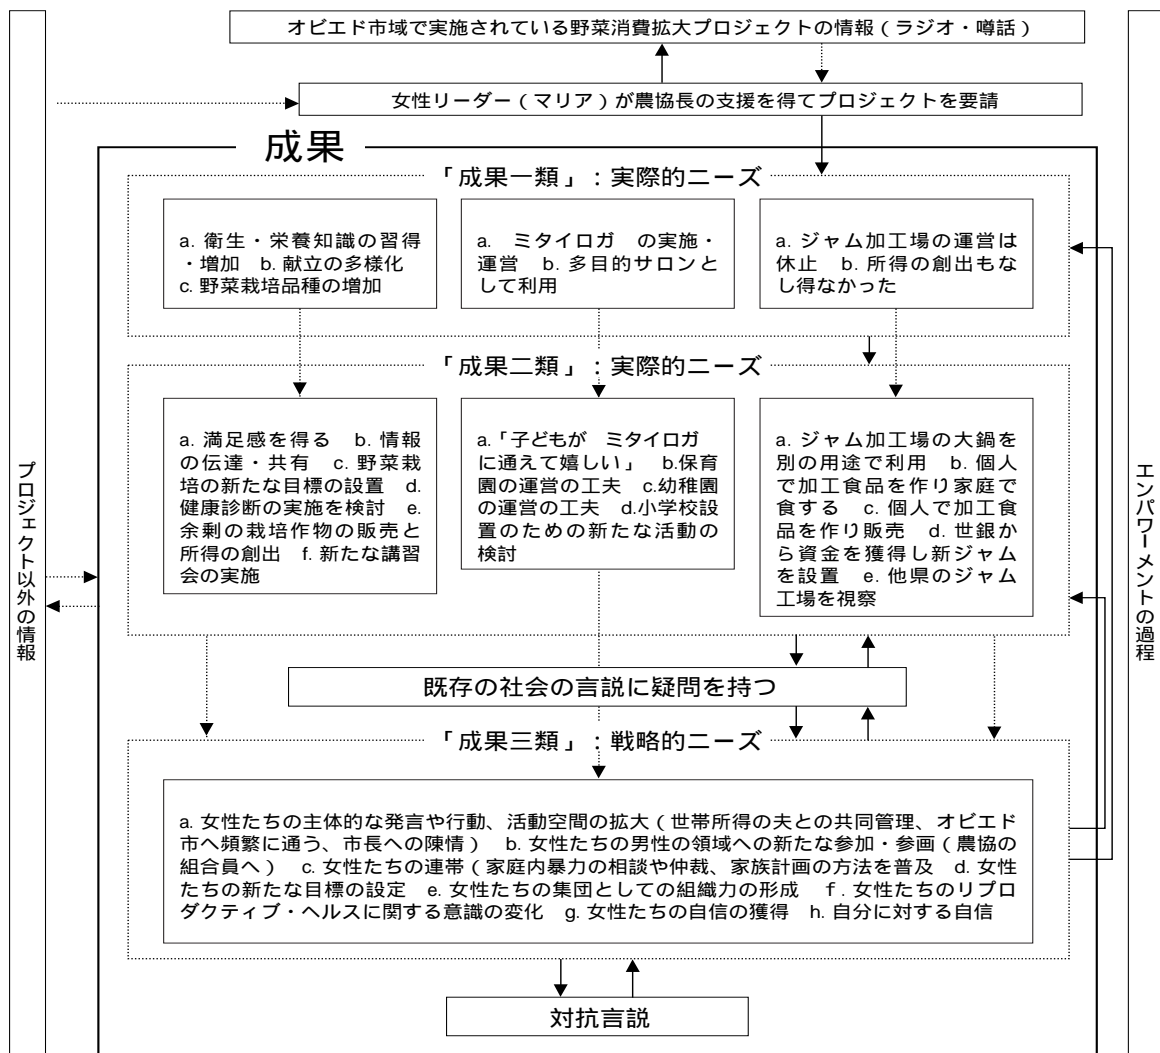 オビエド市域で実施されている野菜消費拡大プロジェクトの情報（ラジオ・噂話）
女性リーダー（マリア）が農協長の支援を得てプロジェクトを要請
成果
「成果一類」：実際的ニーズ
a. 衛生・栄養知識の習得
・増加　b. 献立の多様化
c. 野菜栽培品種の増加
a.　ミタイロガ　の実施・
運営　b. 多目的サロンと
して利用
a. ジャム加工場の運営は
休止　b. 所得の創出もな
し得なかった
「成果二類」：実際的ニーズ
a. 満足感を得る　b. 情報
の伝達・共有　c. 野菜栽
培の新たな目標の設置　d.
健康診断の実施を検討　e.
余剰の栽培作物の販売と
所得の創出　f. 新たな講習
会の実施
a.「子どもが　ミタイロガ
に通えて嬉しい」　b.保育
園の運営の工夫　c.幼稚園
の運営の工夫　d.小学校設
置のための新たな活動の
検討
a. ジャム加工場の大鍋を
別の用途で利用　b. 個人
で加工食品を作り家庭で
食する　c. 個人で加工食
品を作り販売　d. 世銀か
ら資金を獲得し新ジャム
を設置　e. 他県のジャム
工場を視察
既存の社会の言説に疑問を持つ
「成果三類」：戦略的ニーズ
a. 女性たちの主体的な発言や行動、活動空間の拡大（世帯所得の夫との共同管理、オビエド
市へ頻繁に通う、市長への陳情）　b. 女性たちの男性の領域への新たな参加・参画（農協の
組合員へ）　c. 女性たちの連帯（家庭内暴力の相談や仲裁、家族計画の方法を普及　d. 女性
たちの新たな目標の設定　e. 女性たちの集団としての組織力の形成　f. 女性たちのリプロ
ダクティブ・ヘルスに関する意識の変化　g. 女性たちの自信の獲得　h. 自分に対する自信
対抗言説
プロジェクト以外の情報
エンパワーメントの過程